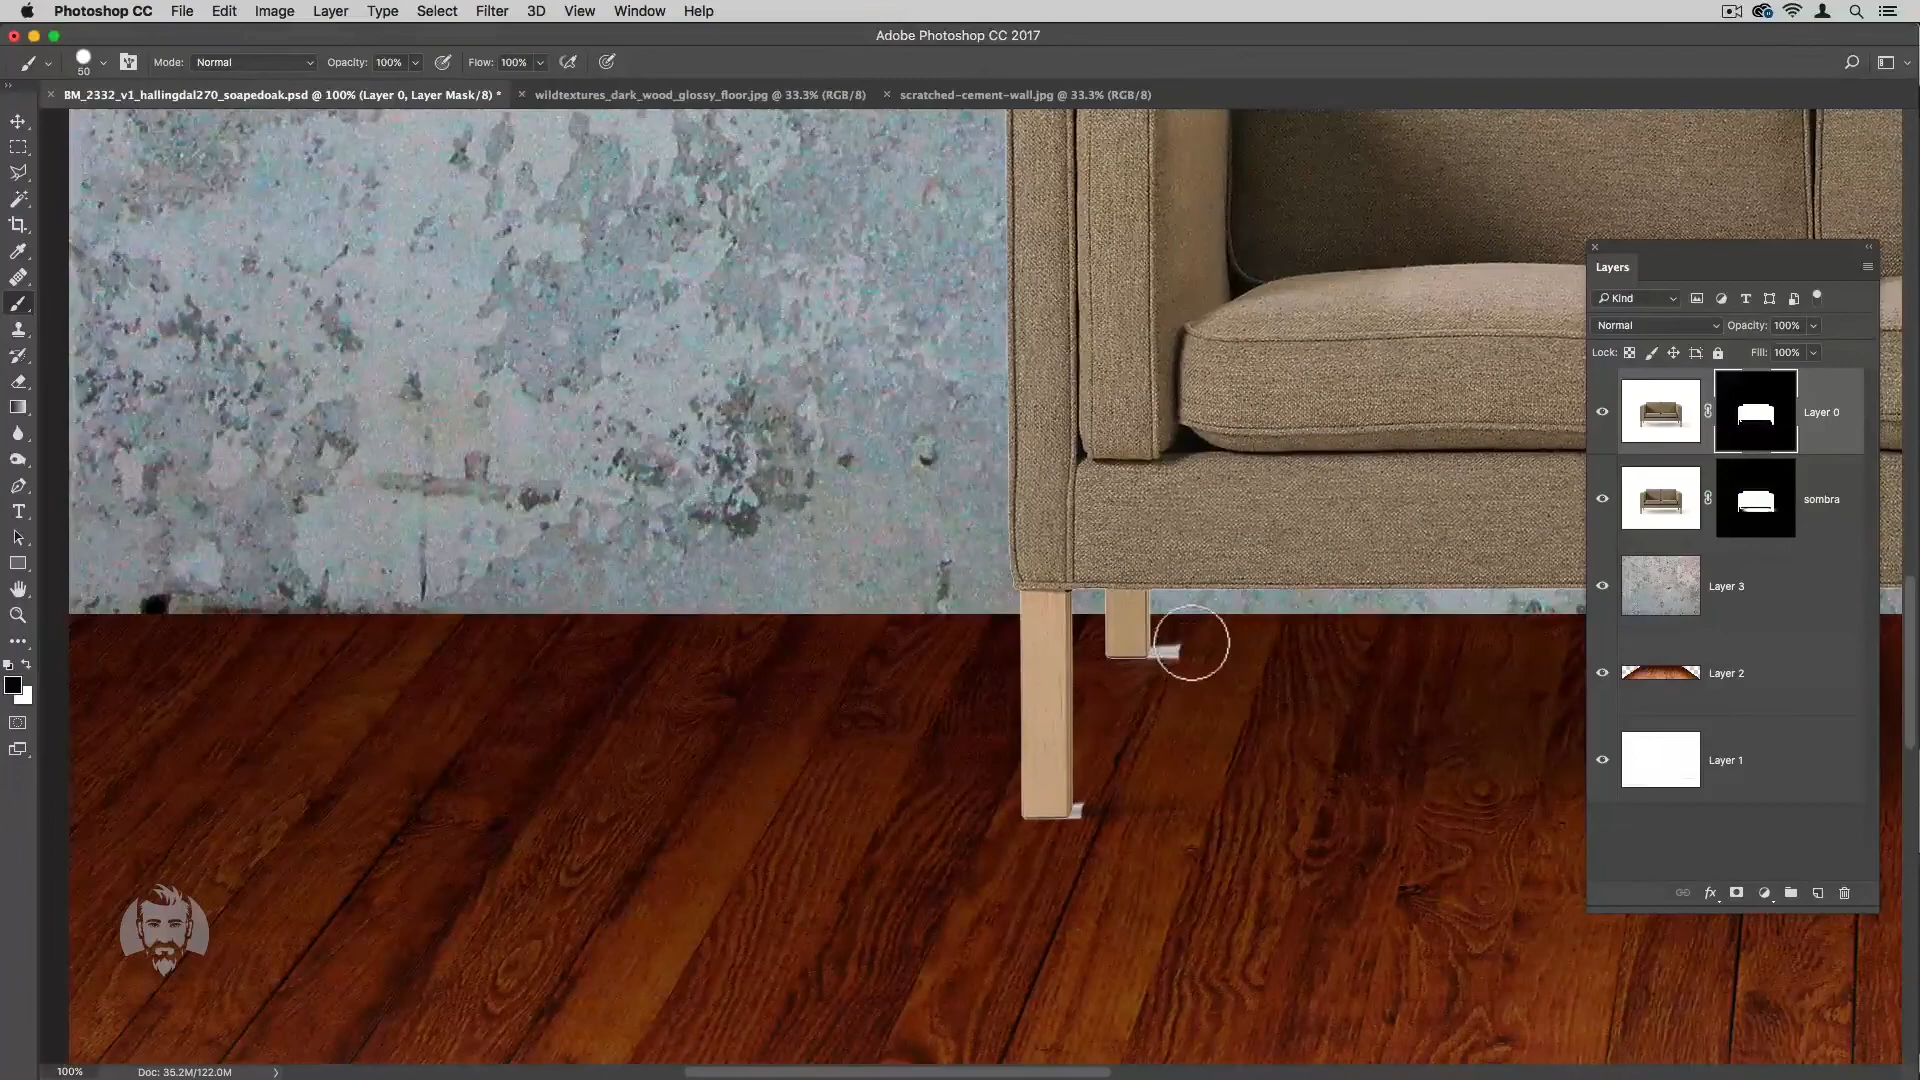 Photoshop CC File Edit Image Layer Type Select Filter 3D View Window Help
Adobe Photoshop CC 2017
50 Mode: Normal Opacity: 100% Flow: 100%
BM_2332_v1_hallingdal270_soapedoak.psd @ 100% (Layer 0, Layer Mask/8) *
wildtextures_dark_wood_glossy_floor.jpg @ 33.3% (RGB/8)
scratched-cement-wall.jpg @ 33.3% (RGB/8)
Layers
Kind
Normal Opacity: 100%
Lock: Fill: 100%
Layer 0
sombra
Layer 3
Layer 2
Layer 1
fx
100% Doc: 35.2M/122.0M